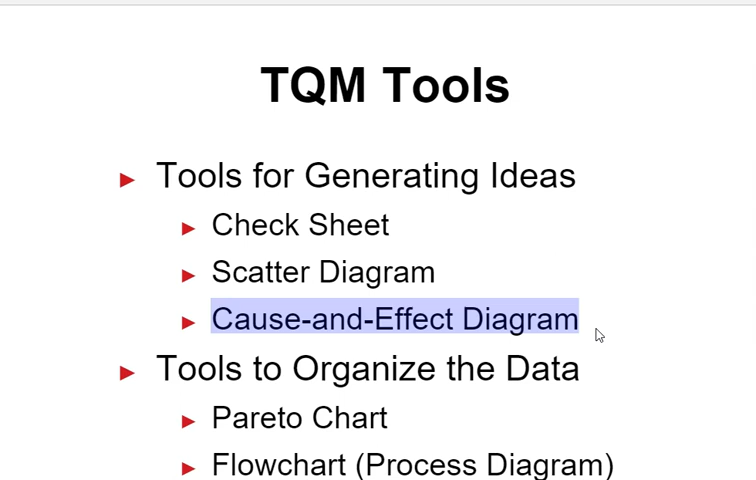 TQM Tools
Tools for Generating Ideas
Check Sheet
Scatter Diagram
Cause-and-Effect Diagram
Tools to Organize the Data
Pareto Chart
Flowchart (Process Diagram)